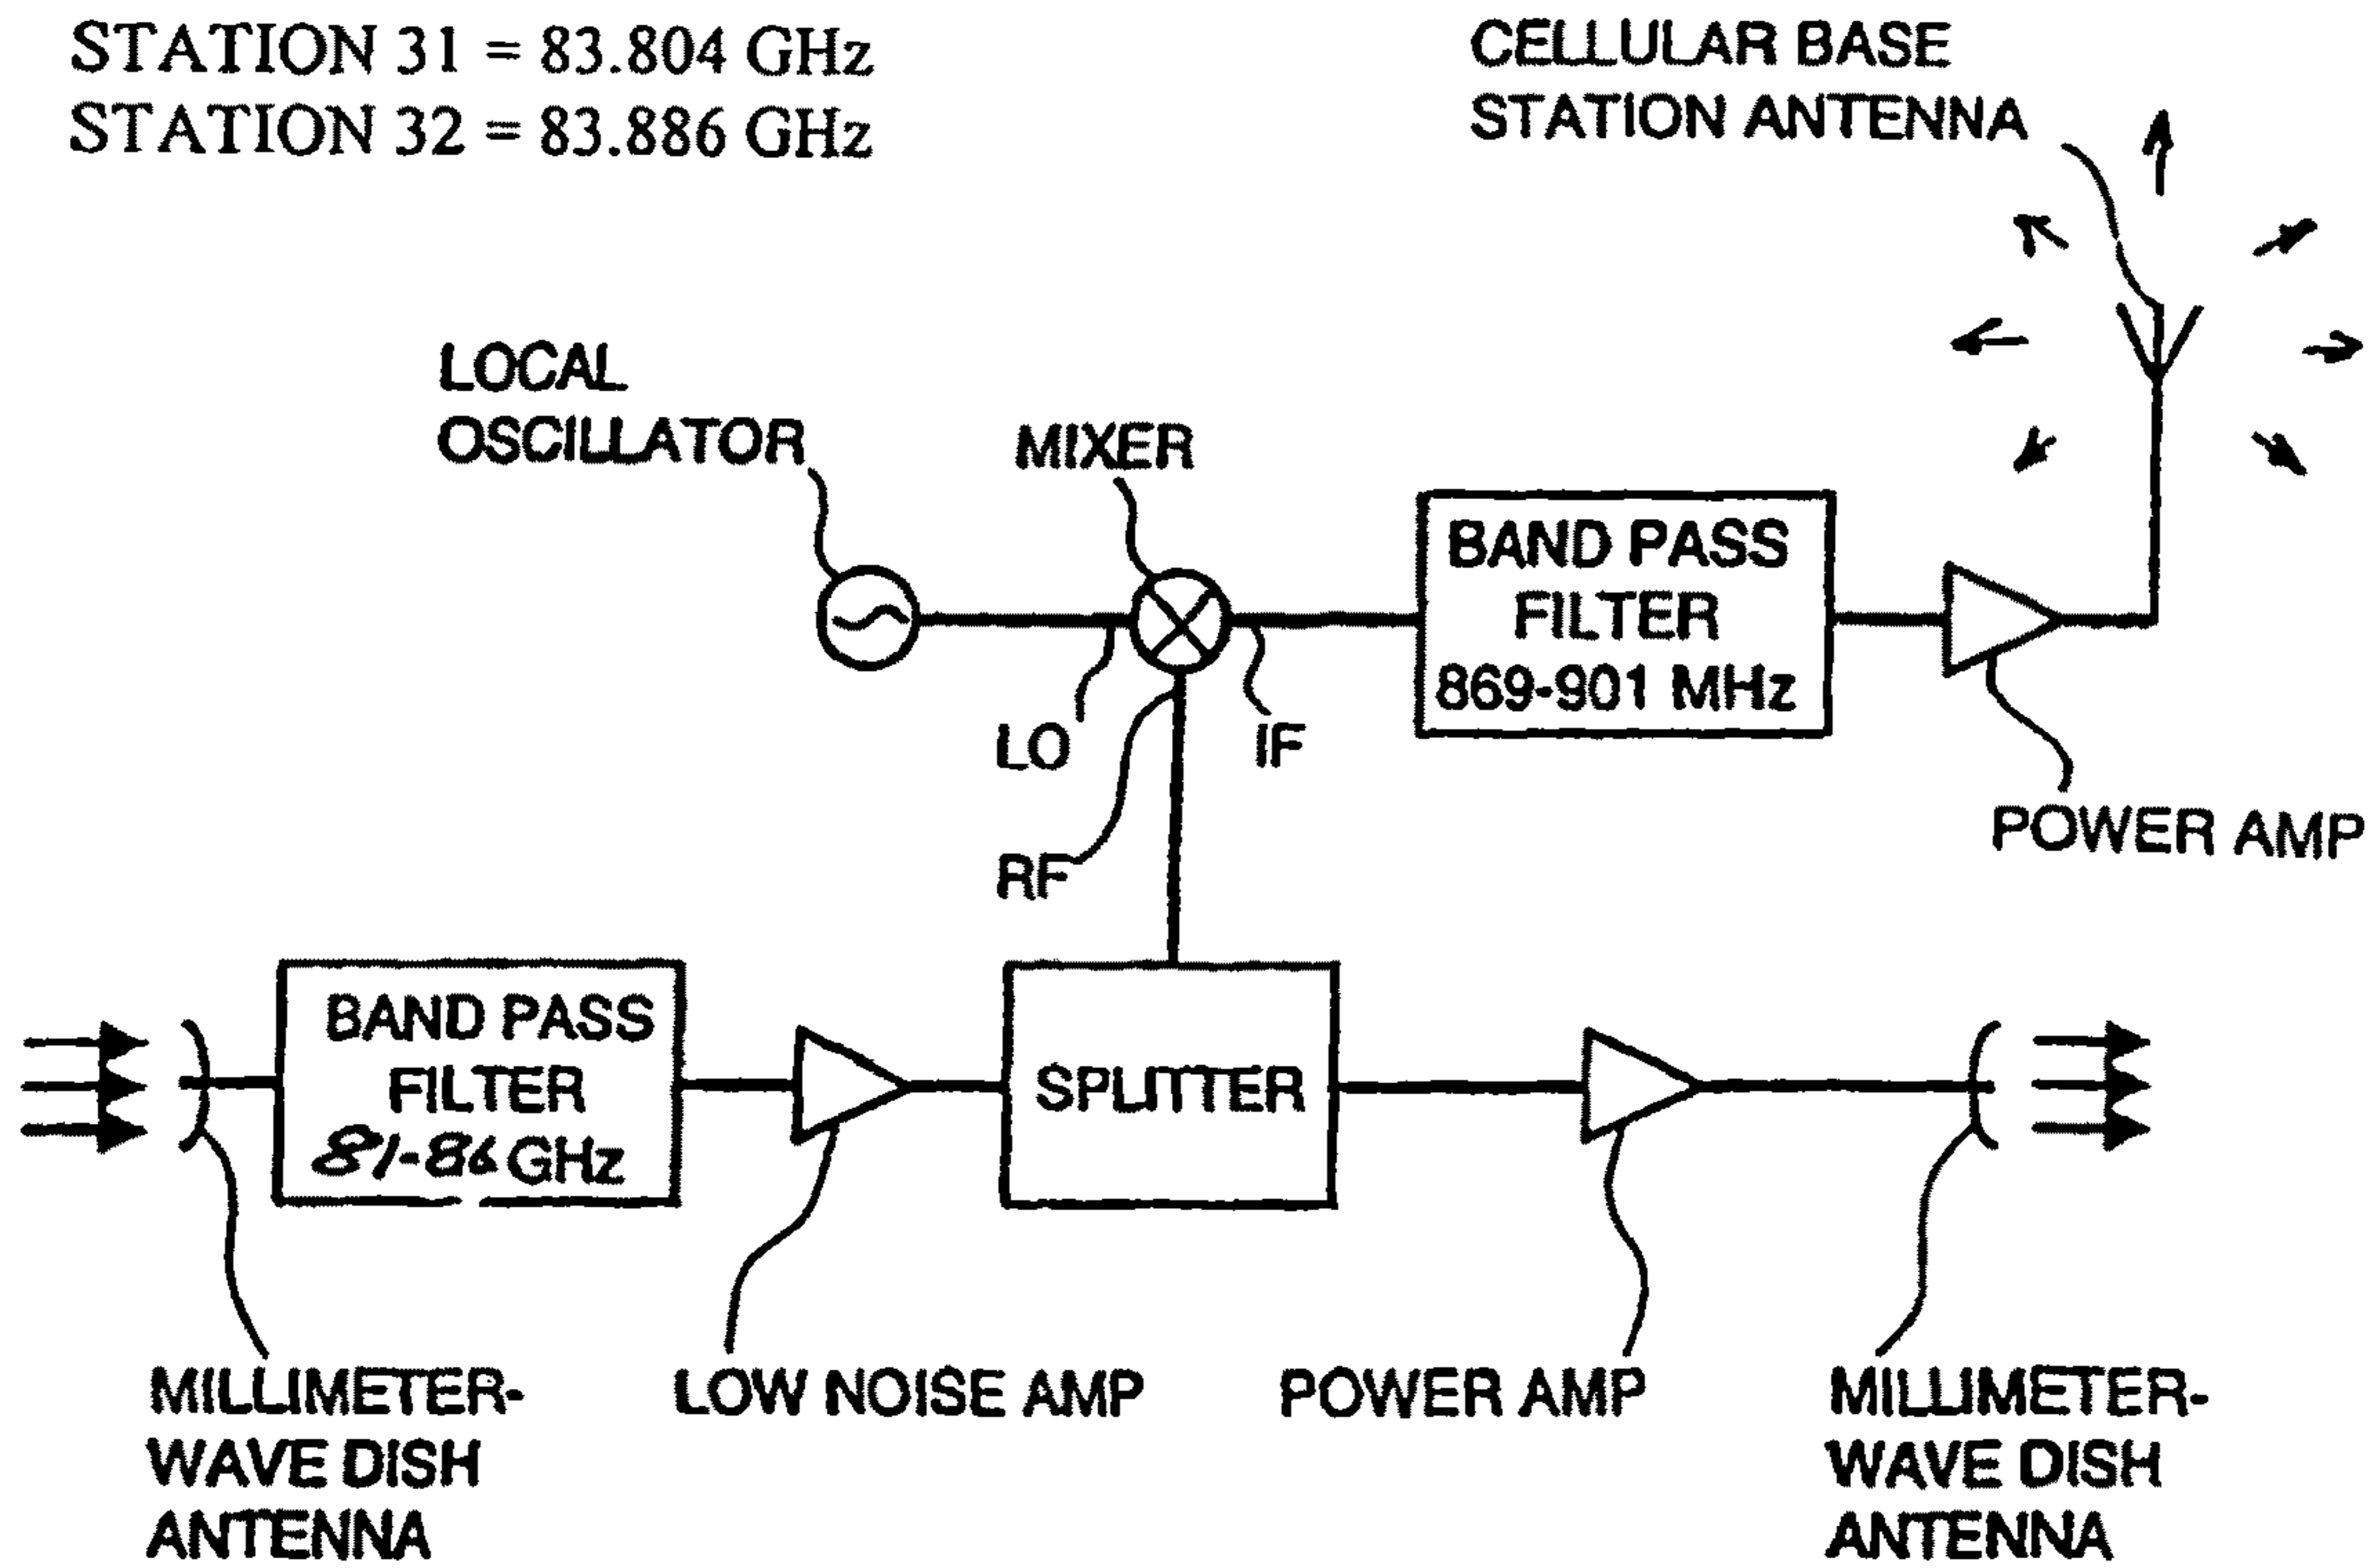 STATION 31 = 83.804 GHz
STATION 32 = 83.886 GHz
CELLULAR BASE
STATION ANTENNA
LOCAL
OSCILLATOR
MIXER
BAND PASS
FILTER
869-901 MHz
LO
IF
RF
POWER AMP
BAND PASS
FILTER
81-86 GHz
SPLITTER
MILLIMETER-
WAVE DISH
ANTENNA
LOW NOISE AMP
POWER AMP
MILLIMETER-
WAVE DISH
ANTENNA